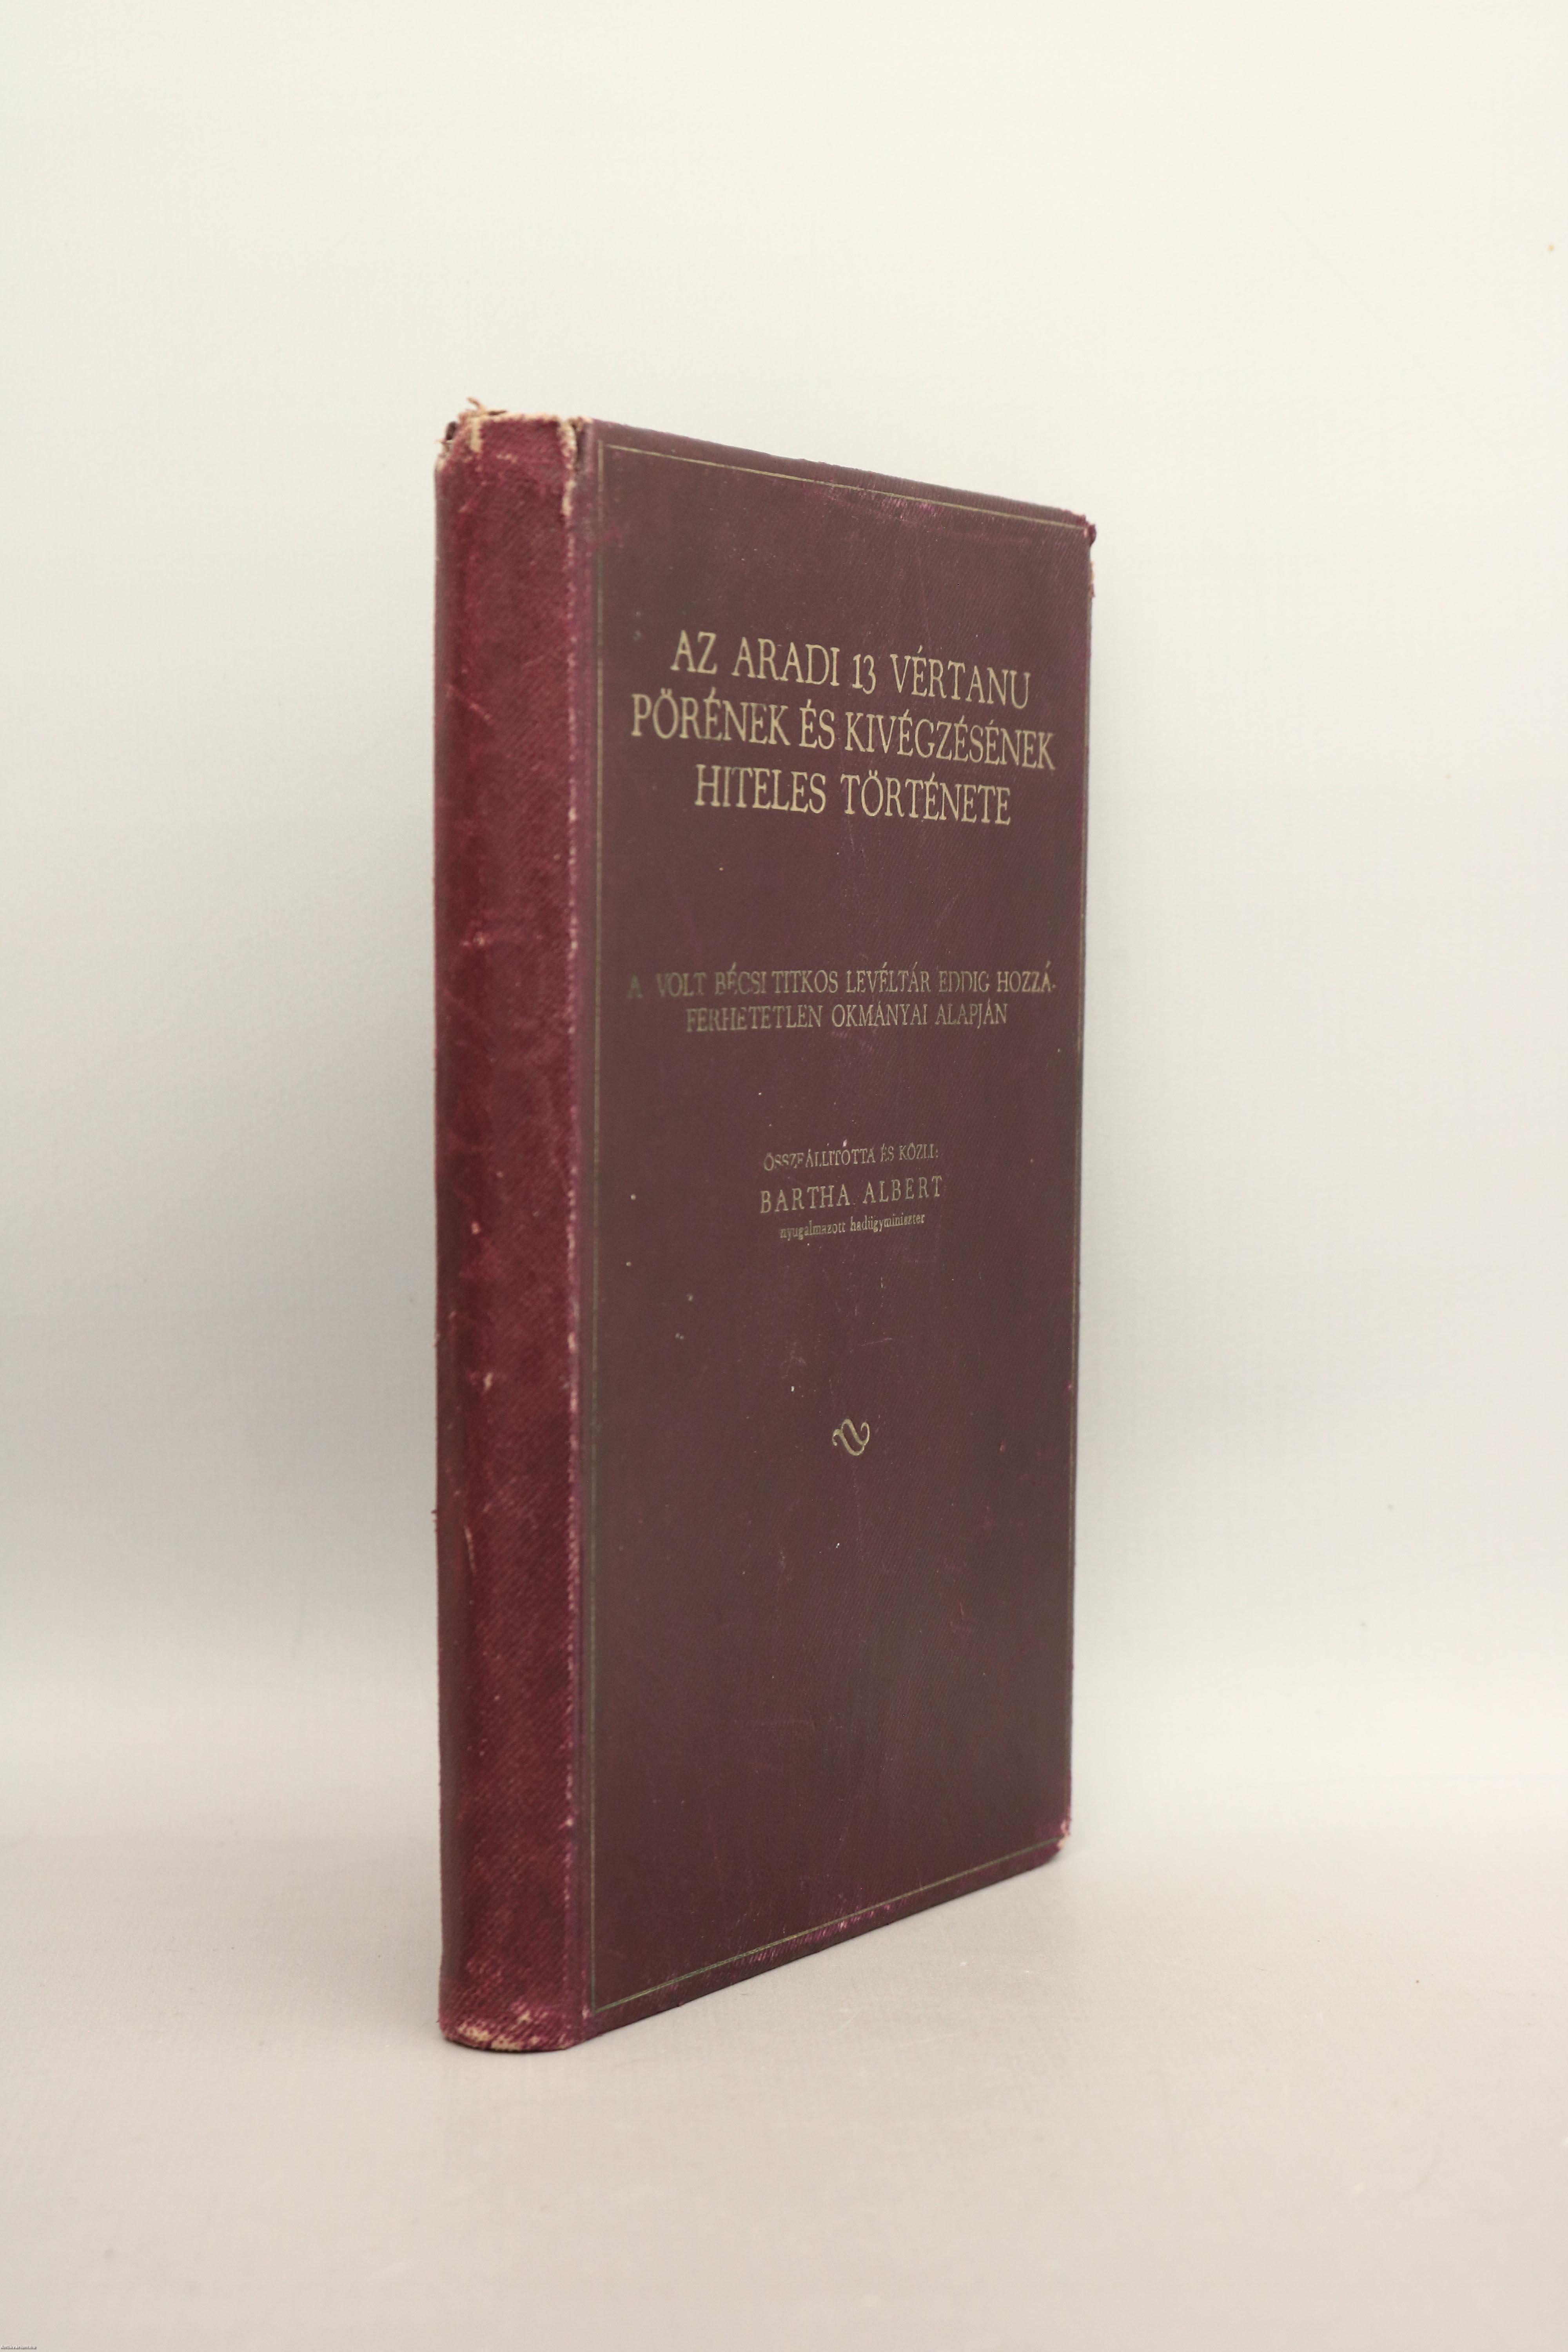 AZ ARADI 13 VÉRTANU
PÖRÉNEK ÉS KIVÉGZÉSÉNEK
HITELES TÖRTÉNETE
A VOLT BÉCSI TITKOS LEVÉLTÁR EDDIG HOZZÁ-
FÉRHETETLEN OKMÁNYAI ALAPJÁN
ÖSSZEÁLLITOTTA ÉS KÖZLI:
BARTHA ALBERT
nyugalmazott hadügyminiszter